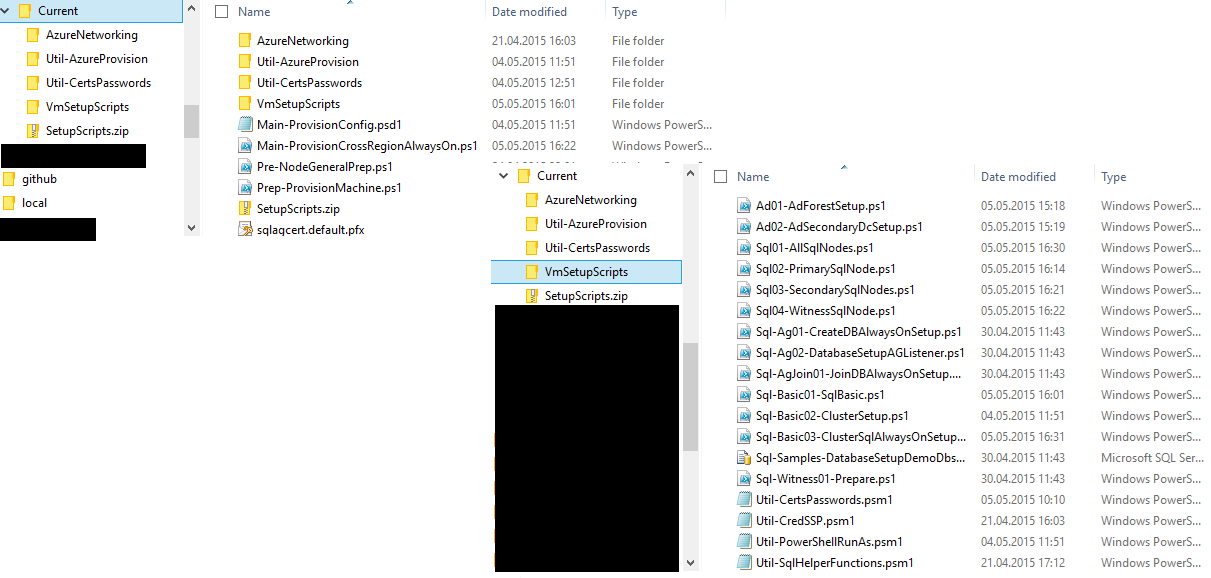 Current
AzureNetworking
Util-AzureProvision
Util-CertsPasswords
VmSetupScripts
SetupScripts.zip
github
local
Name Date modified Type
AzureNetworking 21.04.2015 16:03 File folder
Util-AzureProvision 04.05.2015 11:51 File folder
Util-CertsPasswords 04.05.2015 12:51 File folder
VmSetupScripts 05.05.2015 16:01 File folder
Main-ProvisionConfig.psd1 04.05.2015 11:51 Windows PowerS...
Main-ProvisionCrossRegionAlwaysOn.ps1 05.05.2015 16:22 Windows PowerS...
Pre-NodeGeneralPrep.ps1
Prep-ProvisionMachine.ps1
SetupScripts.zip
sqlagcert.default.pfx
Current
AzureNetworking
Util-AzureProvision
Util-CertsPasswords
VmSetupScripts
SetupScripts.zip
Name Date modified Type
Ad01-AdForestSetup.ps1 05.05.2015 15:18 Windows PowerS...
Ad02-AdSecondaryDcSetup.ps1 05.05.2015 15:19 Windows PowerS...
Sql01-AllSqlNodes.ps1 05.05.2015 16:30 Windows PowerS...
Sql02-PrimarySqlNode.ps1 05.05.2015 16:14 Windows PowerS...
Sql03-SecondarySqlNodes.ps1 05.05.2015 16:21 Windows PowerS...
Sql04-WitnessSqlNode.ps1 05.05.2015 16:22 Windows PowerS...
Sql-Ag01-CreateDBAlwaysOnSetup.ps1 30.04.2015 11:43 Windows PowerS...
Sql-Ag02-DatabaseSetupAGListener.ps1 30.04.2015 11:43 Windows PowerS...
Sql-AgJoin01-JoinDBAlwaysOnSetup.... 30.04.2015 11:43 Windows PowerS...
Sql-Basic01-SqlBasic.ps1 05.05.2015 16:01 Windows PowerS...
Sql-Basic02-ClusterSetup.ps1 04.05.2015 11:51 Windows PowerS...
Sql-Basic03-ClusterSqlAlwaysOnSetup... 05.05.2015 16:31 Windows PowerS...
Sql-Samples-DatabaseSetupDemoDbs... 30.04.2015 11:43 Microsoft SQL Ser...
Sql-Witness01-Prepare.ps1 30.04.2015 11:43 Windows PowerS...
Util-CertsPasswords.psm1 05.05.2015 10:10 Windows PowerS...
Util-CredSSP.psm1 21.04.2015 16:03 Windows PowerS...
Util-PowerShellRunAs.psm1 04.05.2015 11:51 Windows PowerS...
Util-SqlHelperFunctions.psm1 21.04.2015 17:12 Windows PowerS...